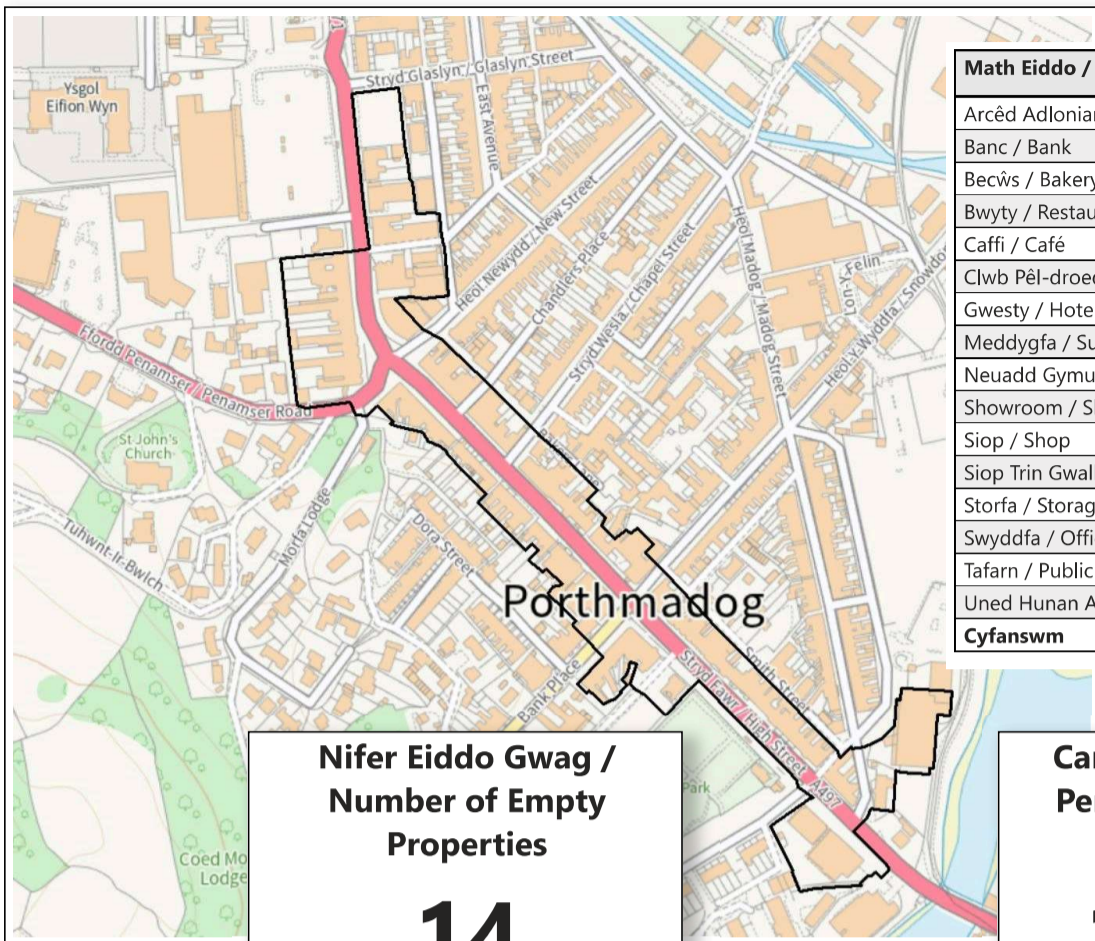 Ysgol
Eifion Wyn
Stryd Glaslyn / Glaslyn Street
East Avenue
Heol Newydd / New Street
Chandlers Place
Stryd Wesla / Chapel Street
Heol Madog / Madog Street
Lon-y-Felin
Heol Y Wyddfa / Snowdon
Ffordd Penamser / Penamser Road
St John's
Church
Tuhwnt-Ir-Bwlch
Morfa Lodge
Dora Street
Porthmadog
Bank Place
Smith Street
Stryd Fawr / High Street
A497
Park
Coed Mo
Lodge
Nifer Eiddo Gwag /
Number of Empty
Properties
14
Math Eiddo /
Arcêd Adlonian
Banc / Bank
Becŵs / Bakery
Bwyty / Restau
Caffi / Café
Clwb Pêl-droed
Gwesty / Hote
Meddygfa / Su
Neuadd Gymu
Showroom / Sh
Siop / Shop
Siop Trin Gwal
Storfa / Storag
Swyddfa / Offi
Tafarn / Public
Uned Hunan A
Cyfanswm
Ca
Pe